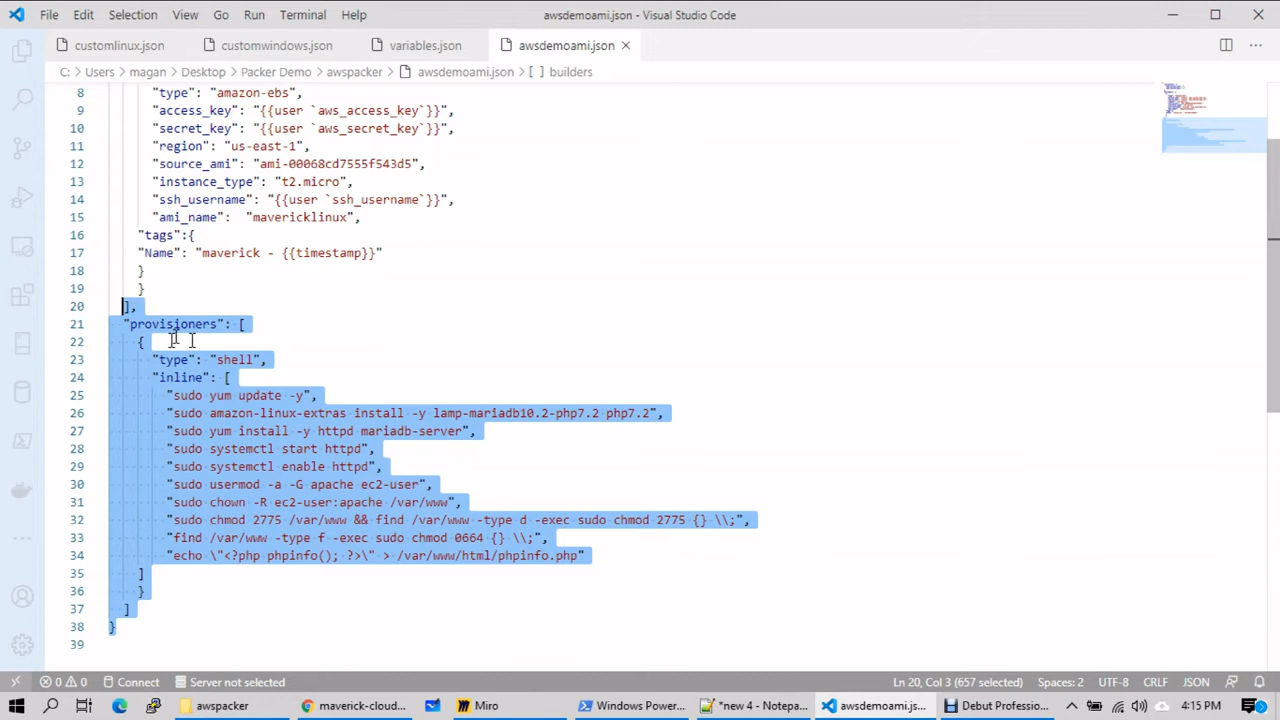 File Edit Selection View Go Run Terminal Help awsdemoami.json - Visual Studio Code
customlinux.json customwindows.json variables.json awsdemoami.json
C: > Users > magan > Desktop > Packer Demo > awspacker > awsdemoami.json > [ ] builders
8 "type": "amazon-ebs",
9 "access_key": "{{user `aws_access_key`}}",
10 "secret_key": "{{user `aws_secret_key`}}",
11 "region": "us-east-1",
12 "source_ami": "ami-00068cd7555f543d5",
13 "instance_type": "t2.micro",
14 "ssh_username": "{{user `ssh_username`}}",
15 "ami_name": "mavericklinux",
16 "tags":{
17 "Name": "maverick - {{timestamp}}"
18 }
19 }
20 ],
21 "provisioners": [
22 {
23 "type": "shell",
24 "inline": [
25 "sudo yum update -y",
26 "sudo amazon-linux-extras install -y lamp-mariadb10.2-php7.2 php7.2",
27 "sudo yum install -y httpd mariadb-server",
28 "sudo systemctl start httpd",
29 "sudo systemctl enable httpd",
30 "sudo usermod -a -G apache ec2-user",
31 "sudo chown -R ec2-user:apache /var/www",
32 "sudo chmod 2775 /var/www && find /var/www -type d -exec sudo chmod 2775 {} \\;",
33 "find /var/www -type f -exec sudo chmod 0664 {} \\;",
34 "echo \"<?php phpinfo(); ?>\" > /var/www/html/phpinfo.php"
35 ]
36 }
37 ]
38 }
39
0 0 Connect Server not selected Ln 20, Col 3 (657 selected) Spaces: 2 UTF-8 CRLF JSON
awspacker maverick-cloud... Miro Windows Power... *new 4 - Notepa... awsdemoami.js... Debut Professio... 4:15 PM